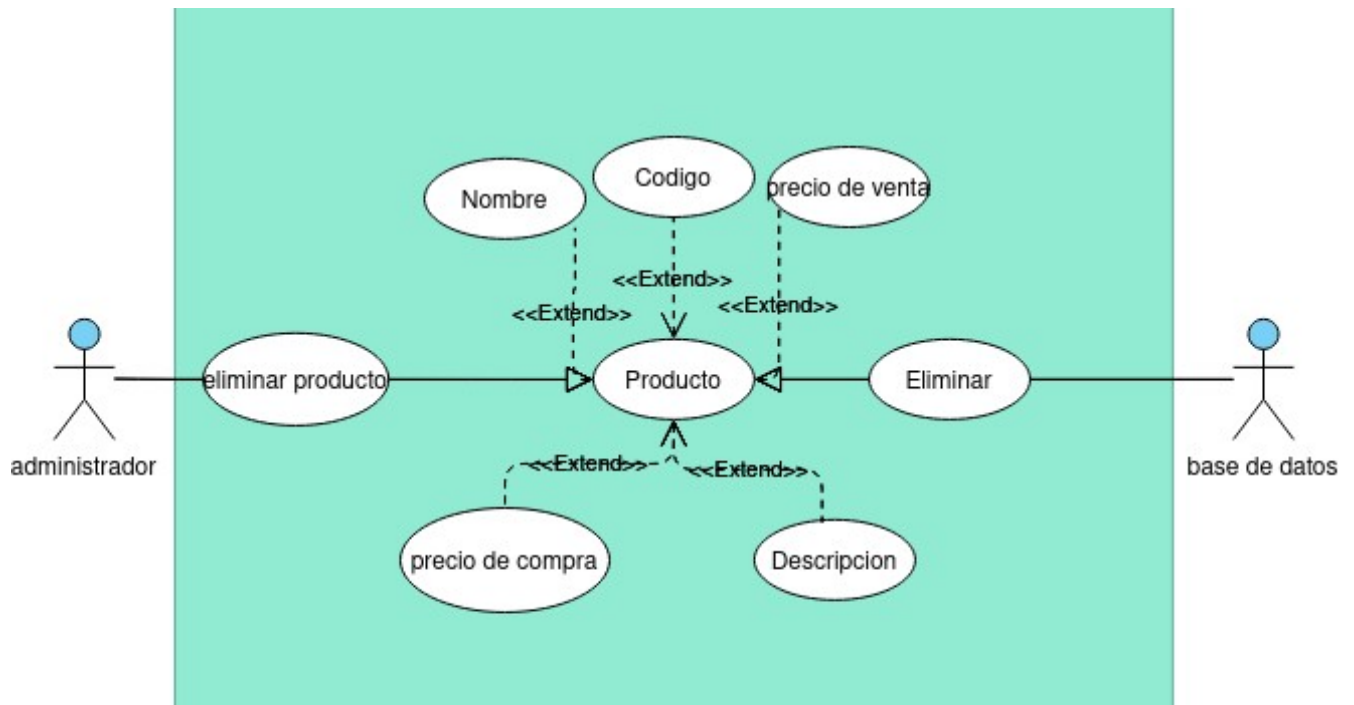 Codigo
precio de venta
Nombre
<<Extend>>
<<Extend>>
<<Extend>>
eliminar producto
Producto
Eliminar
administrador
<<Extend>>
<<Extend>>
base de datos
precio de compra
Descripcion